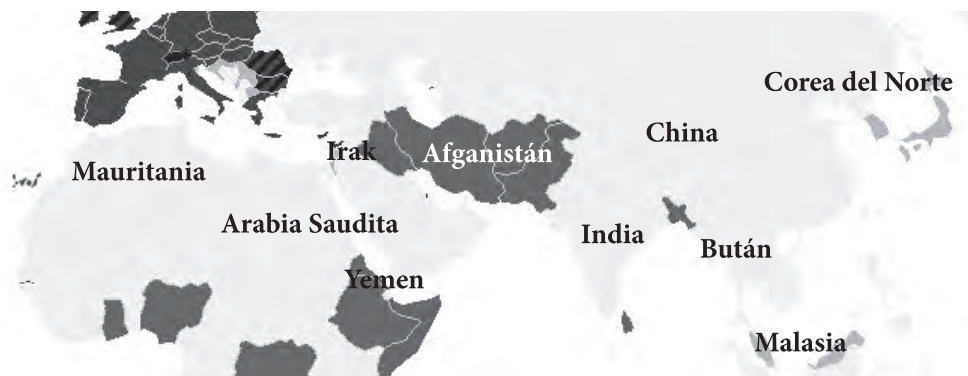 Corea del Norte
China
Irak
Afganistán
Mauritania
Arabia Saudita
India
Bután
Yemen
Malasia